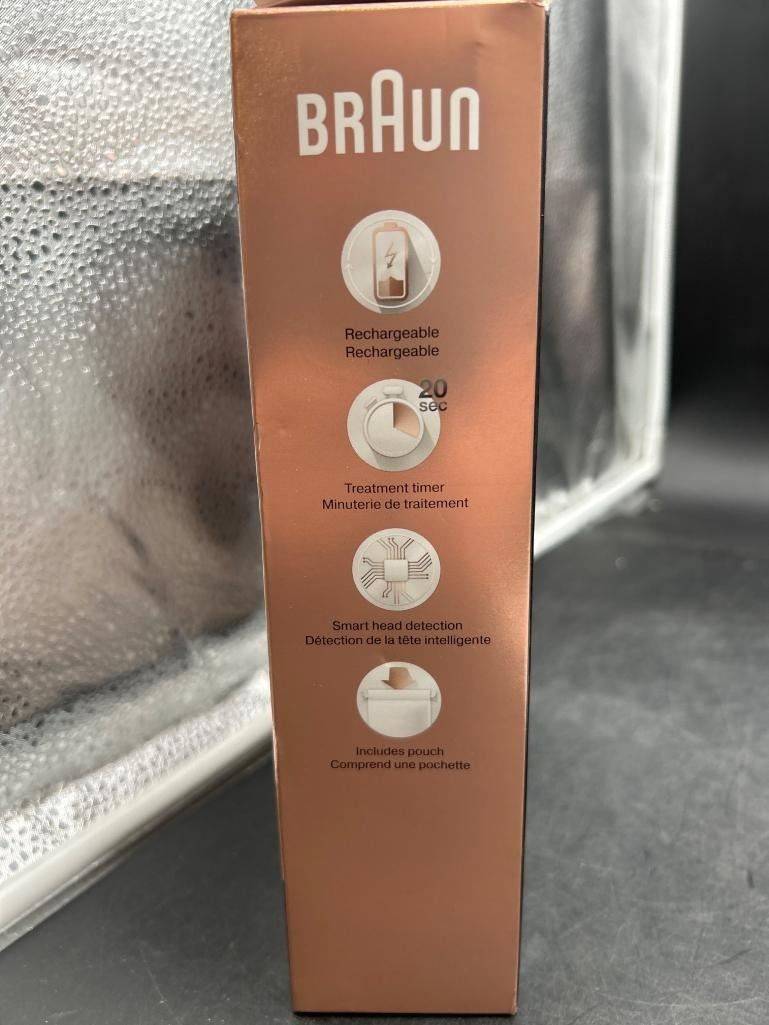 BRAUN
Rechargeable
Rechargeable
20
sec
Treatment timer
Minuterie de traitement
Smart head detection
Détection de la tête intelligente
Includes pouch
Comprend une pochette